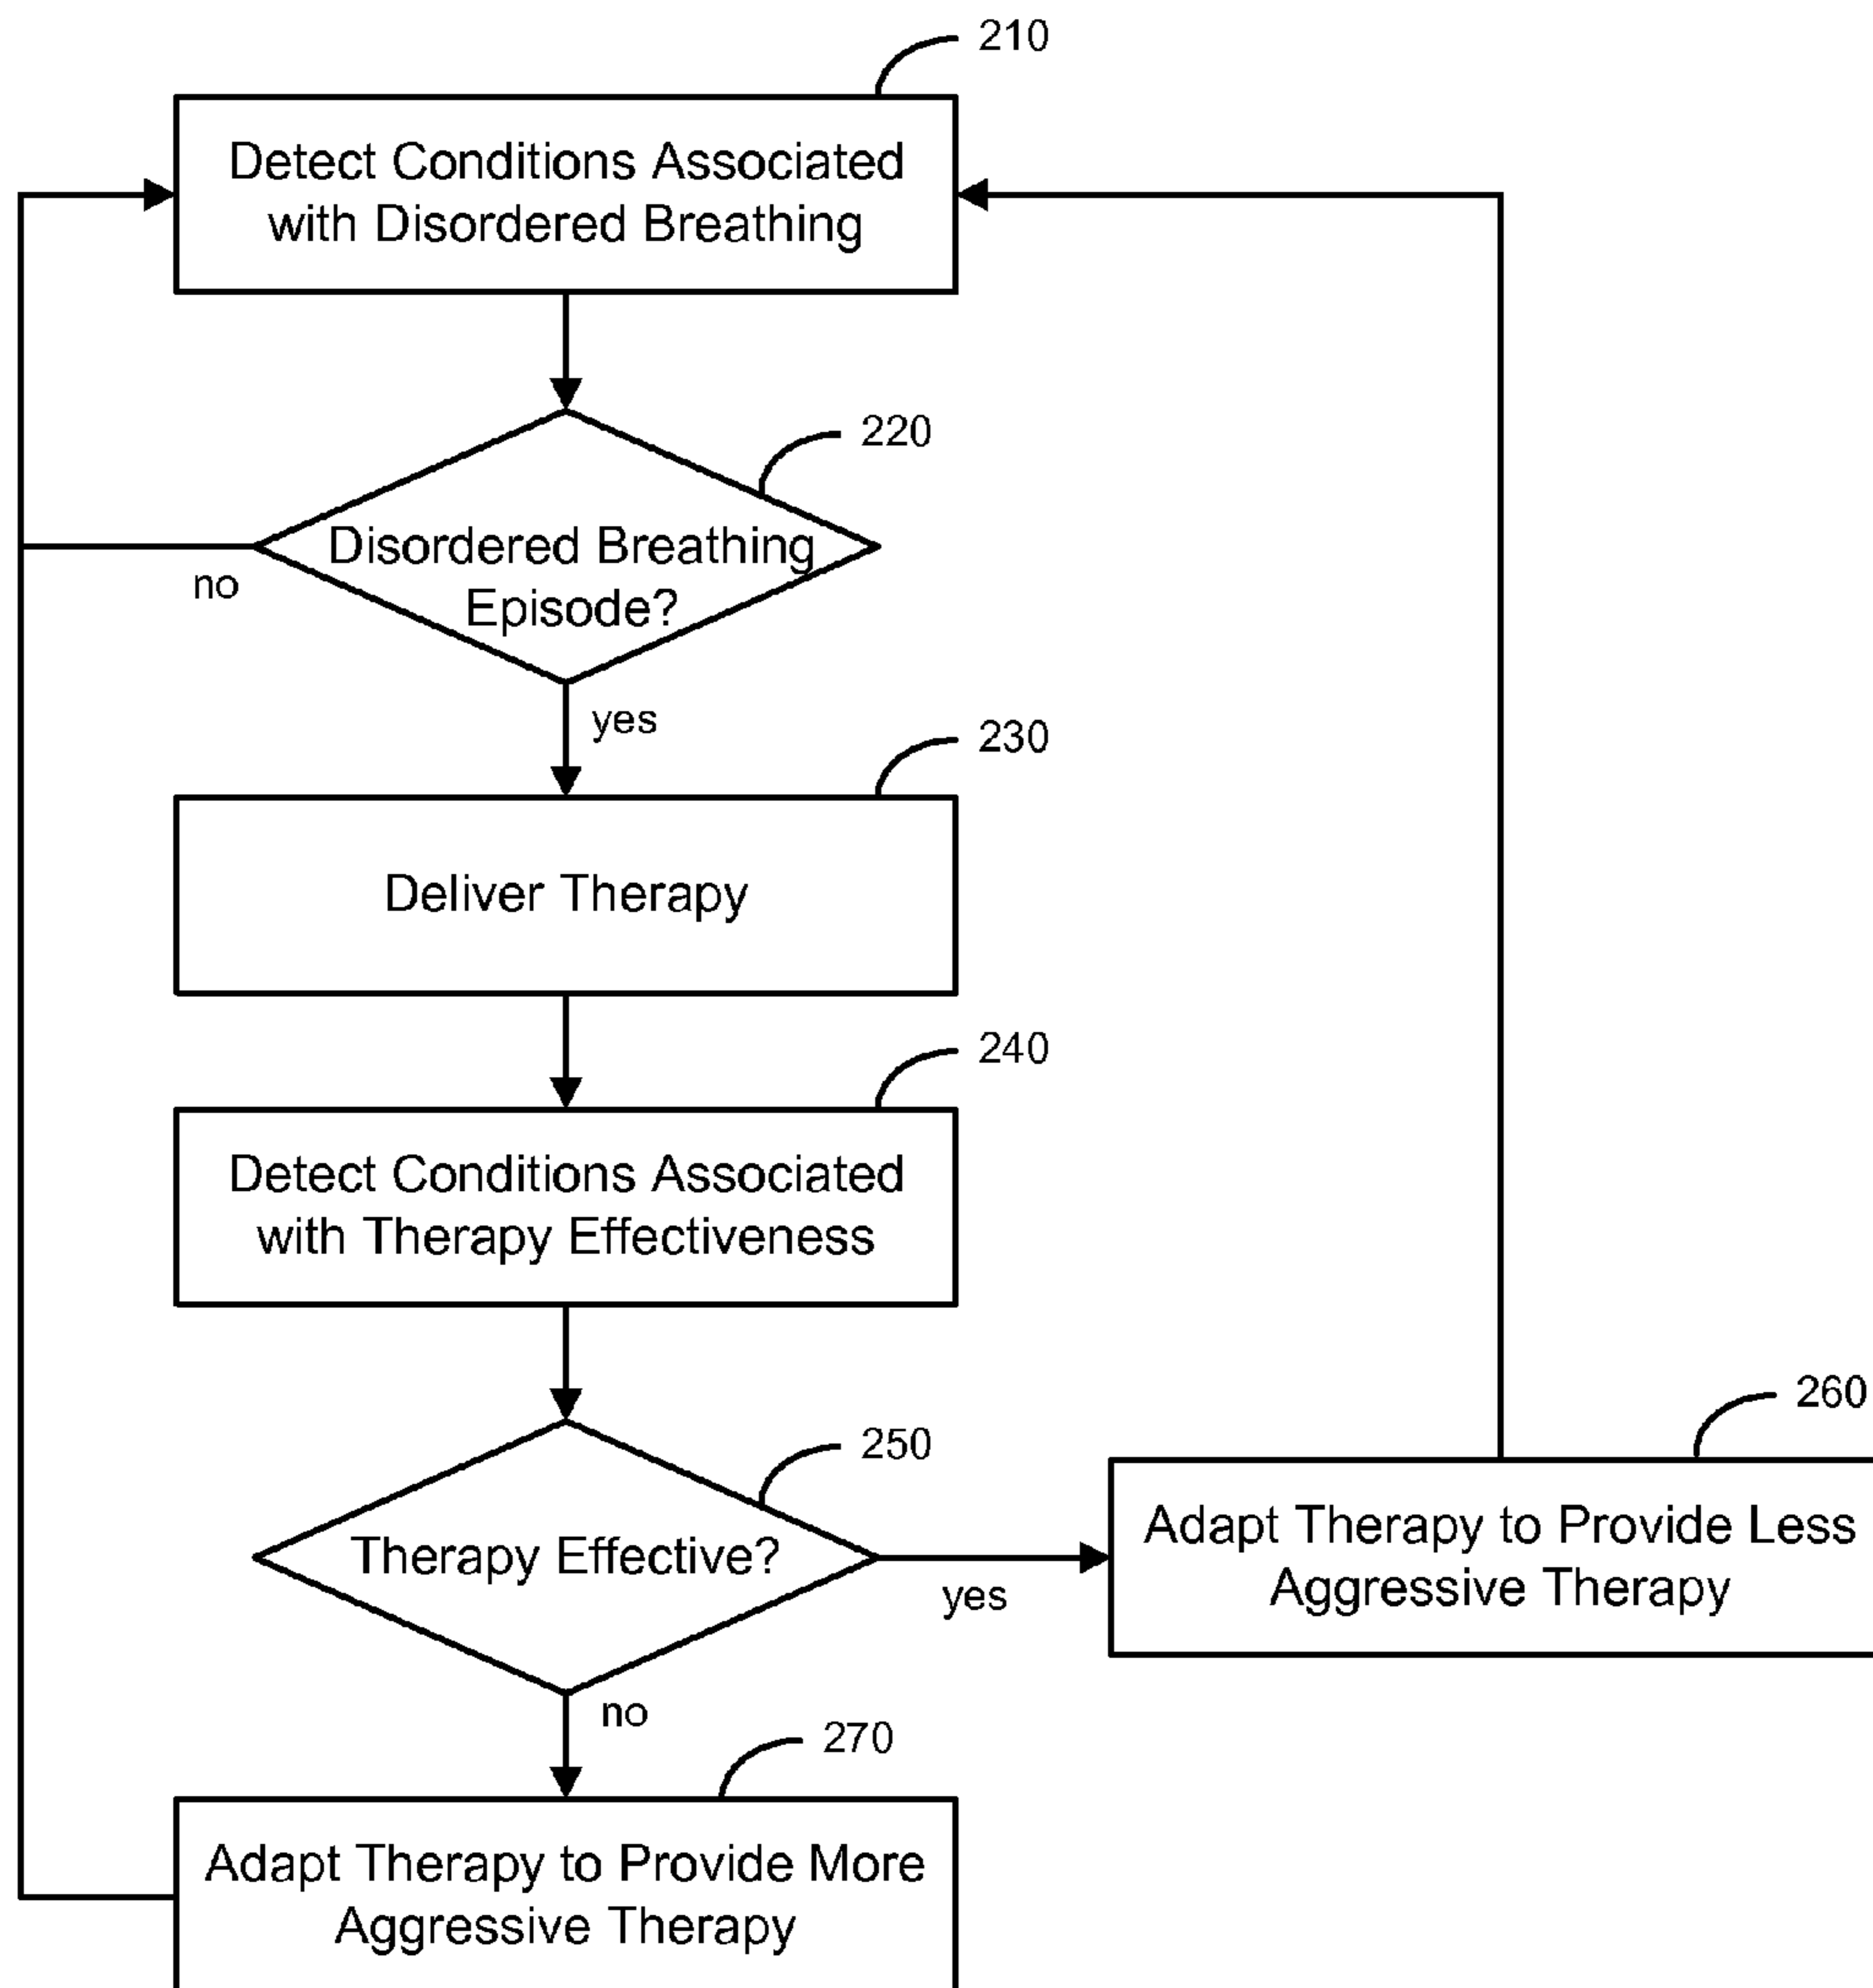 210
Detect Conditions Associated
with Disordered Breathing
220
Disordered Breathing
Episode?
no
yes
230
Deliver Therapy
240
Detect Conditions Associated
with Therapy Effectiveness
250
Therapy Effective?
yes
260
Adapt Therapy to Provide Less
Aggressive Therapy
no
270
Adapt Therapy to Provide More
Aggressive Therapy